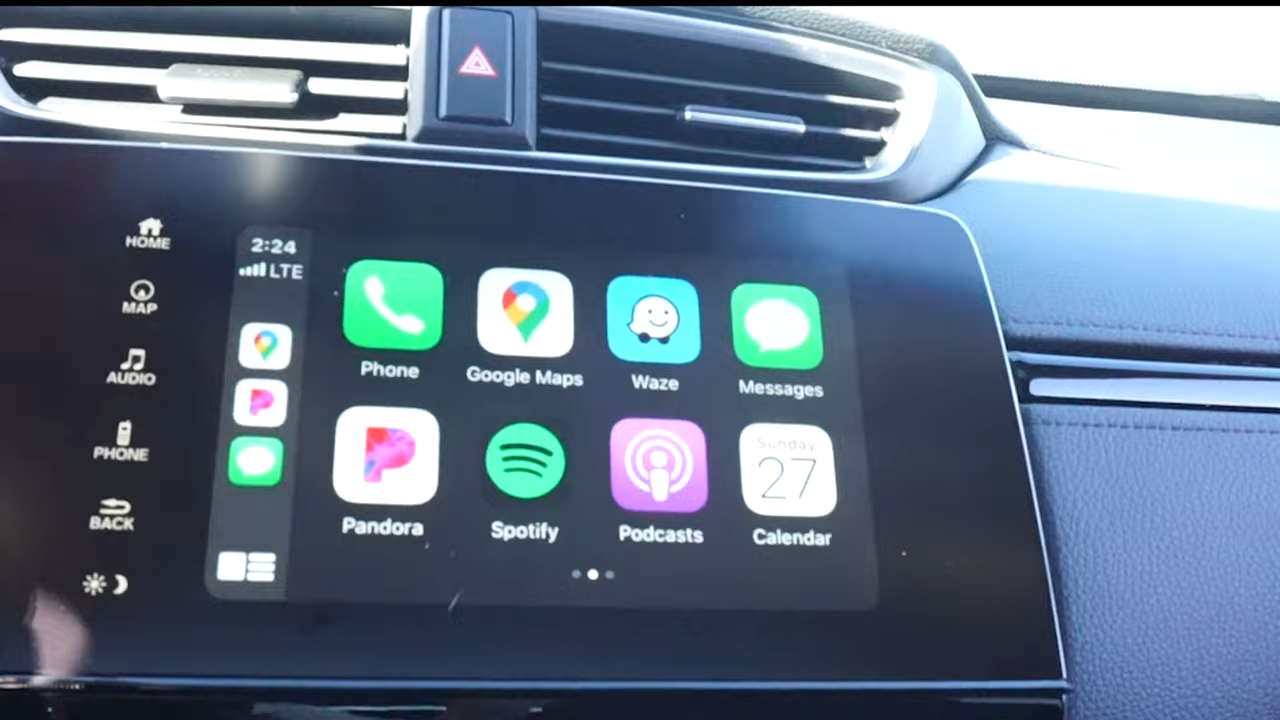 HOME
MAP
AUDIO
PHONE
BACK
2:24
LTE
Phone
Google Maps
Waze
Messages
Pandora
Spotify
Podcasts
Sunday
27
Calendar